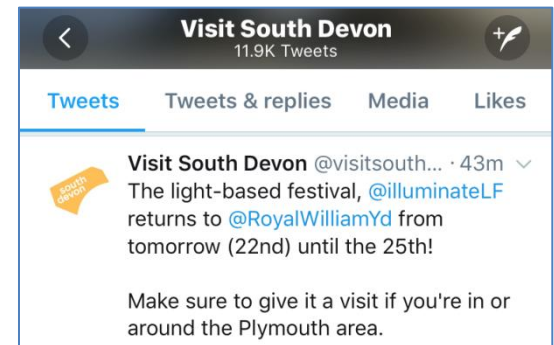 Visit South Devon
11.9K Tweets
Tweets Tweets & replies Media Likes
Visit South Devon @visitsouth... · 43m
south
devon
The light-based festival, @illuminateLF
returns to @RoyalWilliamYd from
tomorrow (22nd) until the 25th!
Make sure to give it a visit if you're in or
around the Plymouth area.